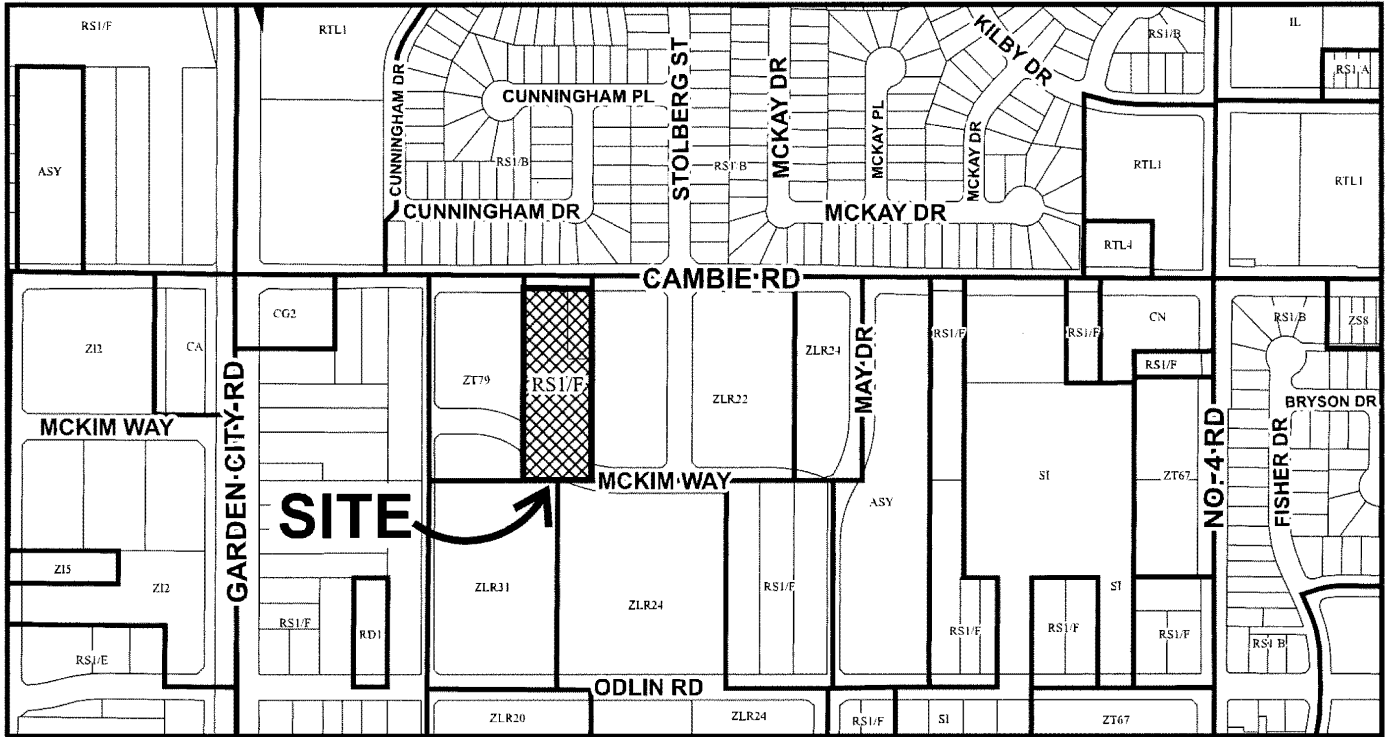 RS1/F
RTL1
CUNNINGHAM DR
CUNNINGHAM PL
STOLBERG ST
MCKAY DR
KILBY DR
RS1/B
IL
RS1/A
ASY
RS1/B
RS1/B
MCKAY PL
MCKAY DR
RTL1
RTL1
CUNNINGHAM DR
MCKAY DR
RTL4
CAMBIE RD
ZI2
CA
CG2
ZT79
RS1/F
ZLR22
ZLR24
MAY DR
RS1/F
RS1/F
CN
RS1/F
RS1/B
ZS8
BRYSON DR
MCKIM WAY
GARDEN CITY RD
MCKIM WAY
SITE
ASY
SI
ZT67
NO. 4 RD
FISHER DR
ZI5
ZI2
RS1/E
RS1/F
RD1
ZLR31
ZLR24
RS1/F
RS1/F
RS1/F
SI
RS1/F
RS1/B
ODLIN RD
ZLR20
ZLR24
RS1/F
SI
ZT67